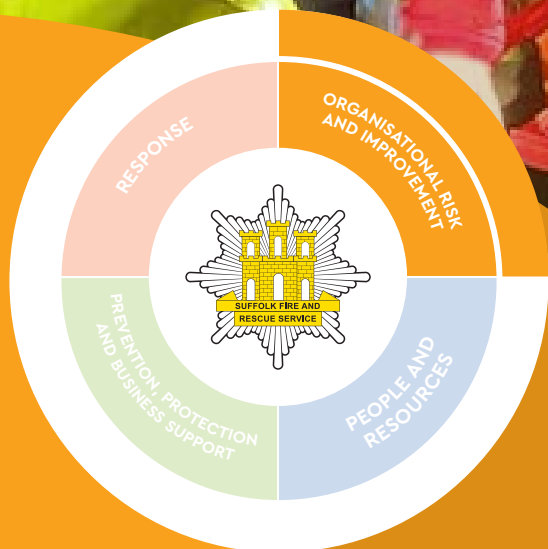 RESPONSE
ORGANISATIONAL RISK
AND IMPROVEMENT
SUFFOLK FIRE AND
RESCUE SERVICE
PREVENTION, PROTECTION
AND BUSINESS SUPPORT
PEOPLE AND
RESOURCES